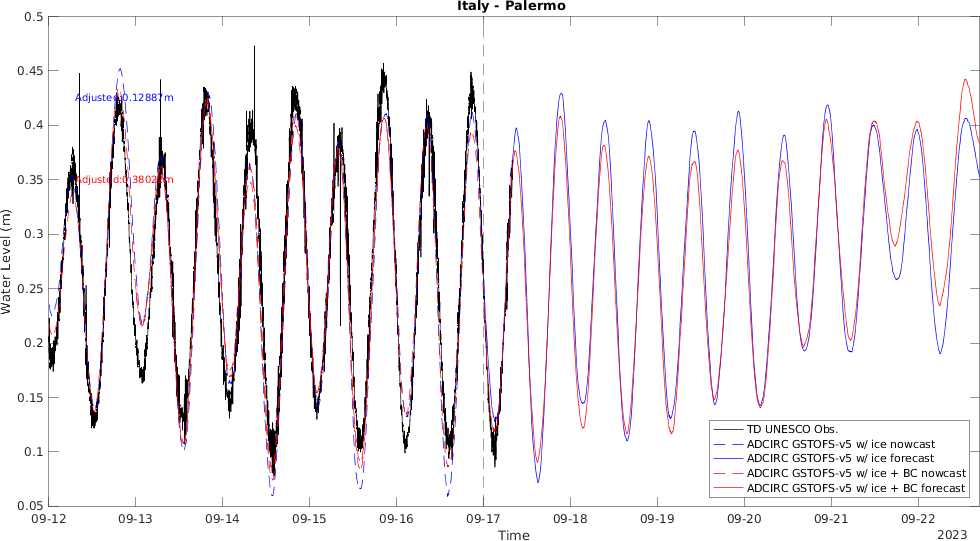 Italy - Palermo
0.5
0.45
0.4
0.35
0.3
0.25
0.2
0.15
0.1
0.05
Water Level (m)
Adjusted:0.12887m
09-12
09-13
09-14
09-15
09-16
09-17
09-18
09-19
09-20
09-21
09-22
Time
2023
TD UNESCO Obs.
ADCIRC GSTOFS-v5 w/ ice nowcast
ADCIRC GSTOFS-v5 w/ ice forecast
ADCIRC GSTOFS-v5 w/ ice + BC nowcast
ADCIRC GSTOFS-v5 w/ ice + BC forecast